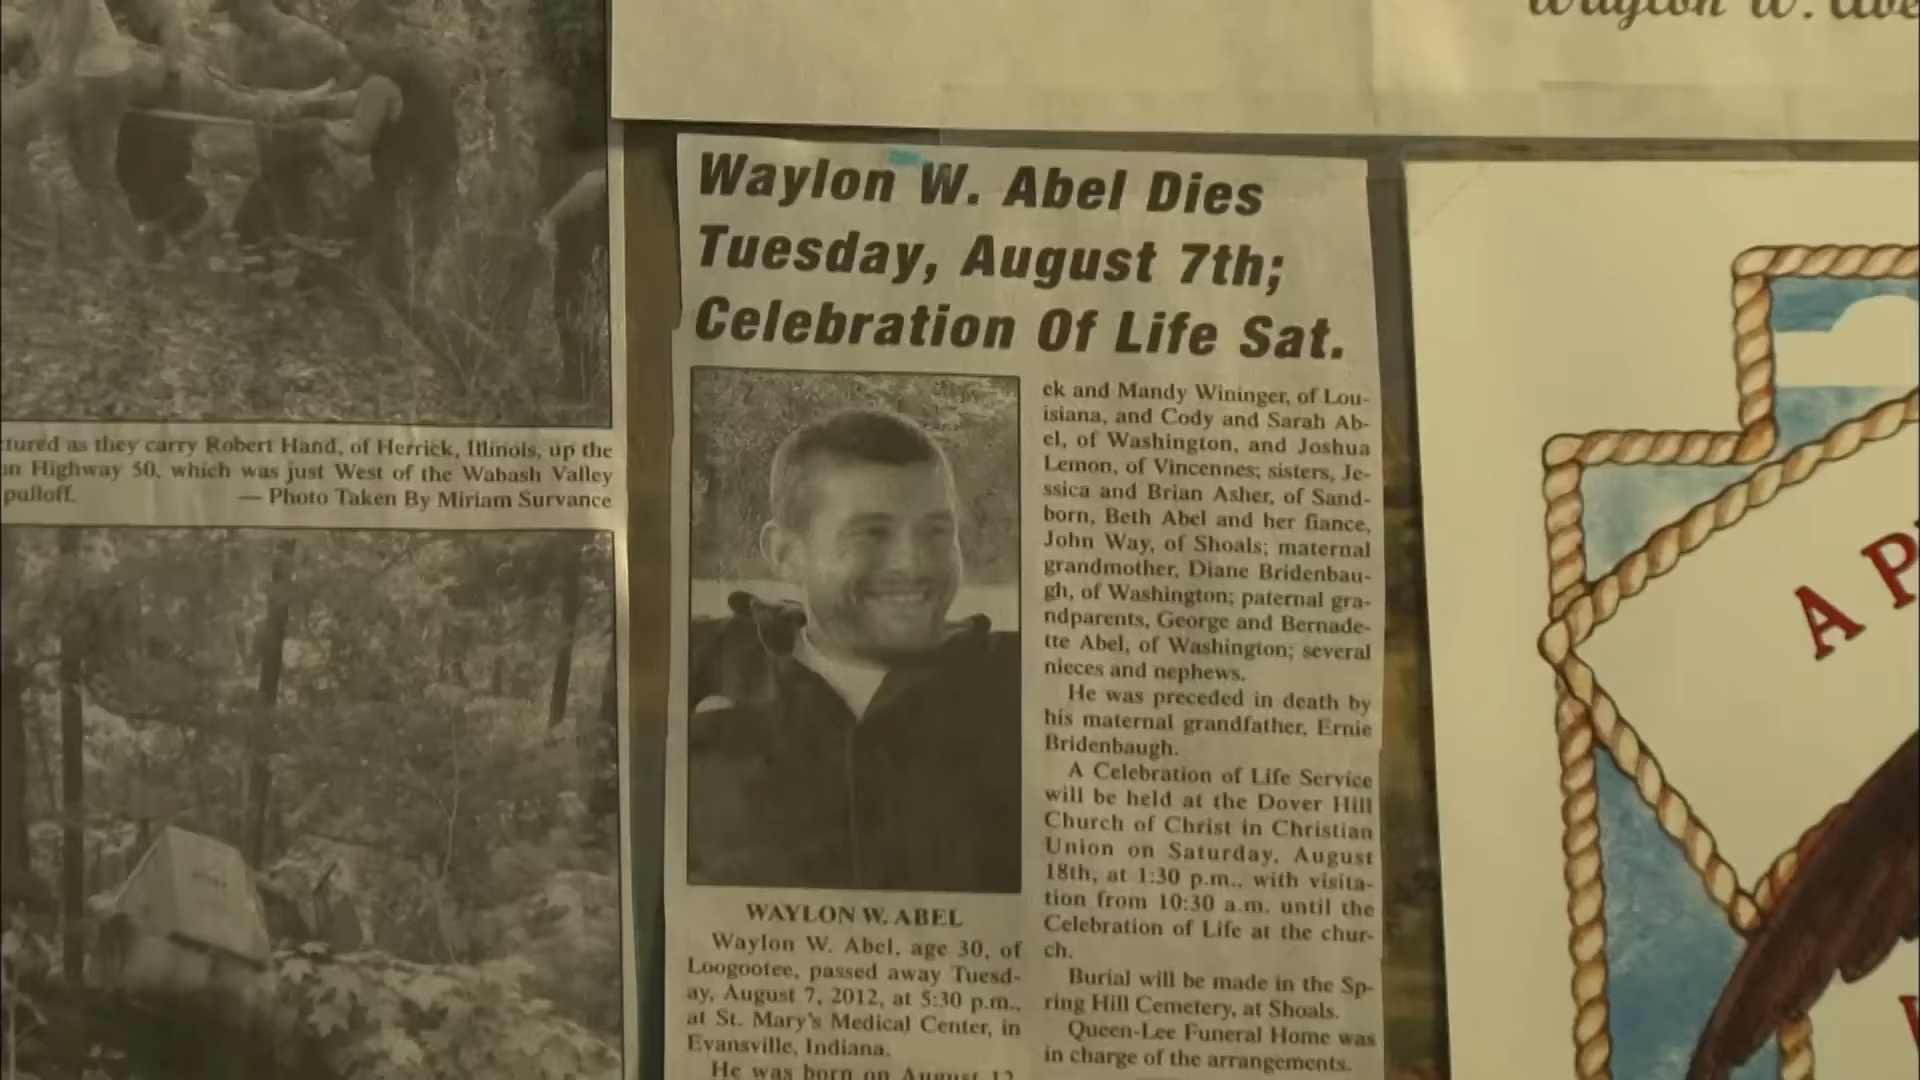 Waylon W. Abe
tured as they carry Robert Hand, of Herrick, Illinois, up the
n Highway 50, which was just West of the Wabash Valley
pulloff. — Photo Taken By Miriam Survance
Waylon W. Abel Dies
Tuesday, August 7th;
Celebration Of Life Sat.
WAYLON W. ABEL
Waylon W. Abel, age 30, of
Loogootee, passed away Tuesd-
ay, August 7, 2012, at 5:30 p.m.,
at St. Mary's Medical Center, in
Evansville, Indiana.
He was born on August 12,
ek and Mandy Wininger, of Lou-
isiana, and Cody and Sarah Ab-
el, of Washington, and Joshua
Lemon, of Vincennes; sisters, Je-
ssica and Brian Asher, of Sand-
born, Beth Abel and her fiance,
John Way, of Shoals; maternal
grandmother, Diane Bridenbau-
gh, of Washington; paternal gra-
ndparents, George and Bernade-
tte Abel, of Washington; several
nieces and nephews.
He was preceded in death by
his maternal grandfather, Ernie
Bridenbaugh.
A Celebration of Life Service
will be held at the Dover Hill
Church of Christ in Christian
Union on Saturday, August
18th, at 1:30 p.m., with visita-
tion from 10:30 a.m. until the
Celebration of Life at the chur-
ch.
Burial will be made in the Sp-
ring Hill Cemetery, at Shoals.
Queen-Lee Funeral Home was
in charge of the arrangements.
A P